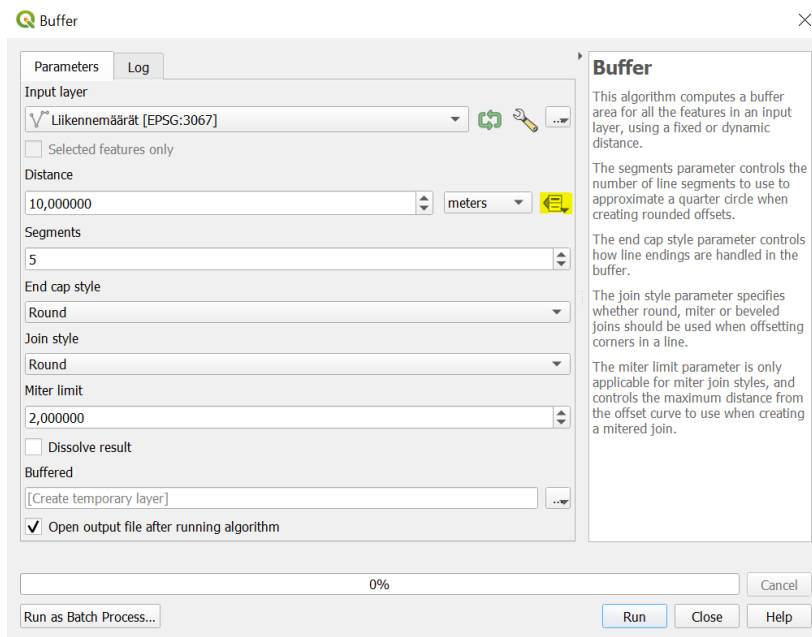 Buffer
Parameters
Log
Input layer
Liikennemäärät [EPSG:3067]
Selected features only
Distance
10,000000
meters
Segments
5
End cap style
Round
Join style
Round
Miter limit
2,000000
Dissolve result
Buffered
[Create temporary layer]
Open output file after running algorithm
Buffer
This algorithm computes a buffer
area for all the features in an input
layer, using a fixed or dynamic
distance.
The segments parameter controls the
number of line segments to use to
approximate a quarter circle when
creating rounded offsets.
The end cap style parameter controls
how line endings are handled in the
buffer.
The join style parameter specifies
whether round, miter or beveled
joins should be used when offsetting
corners in a line.
The miter limit parameter is only
applicable for miter join styles, and
controls the maximum distance from
the offset curve to use when creating
a mitered join.
0%
Cancel
Run as Batch Process...
Run
Close
Help